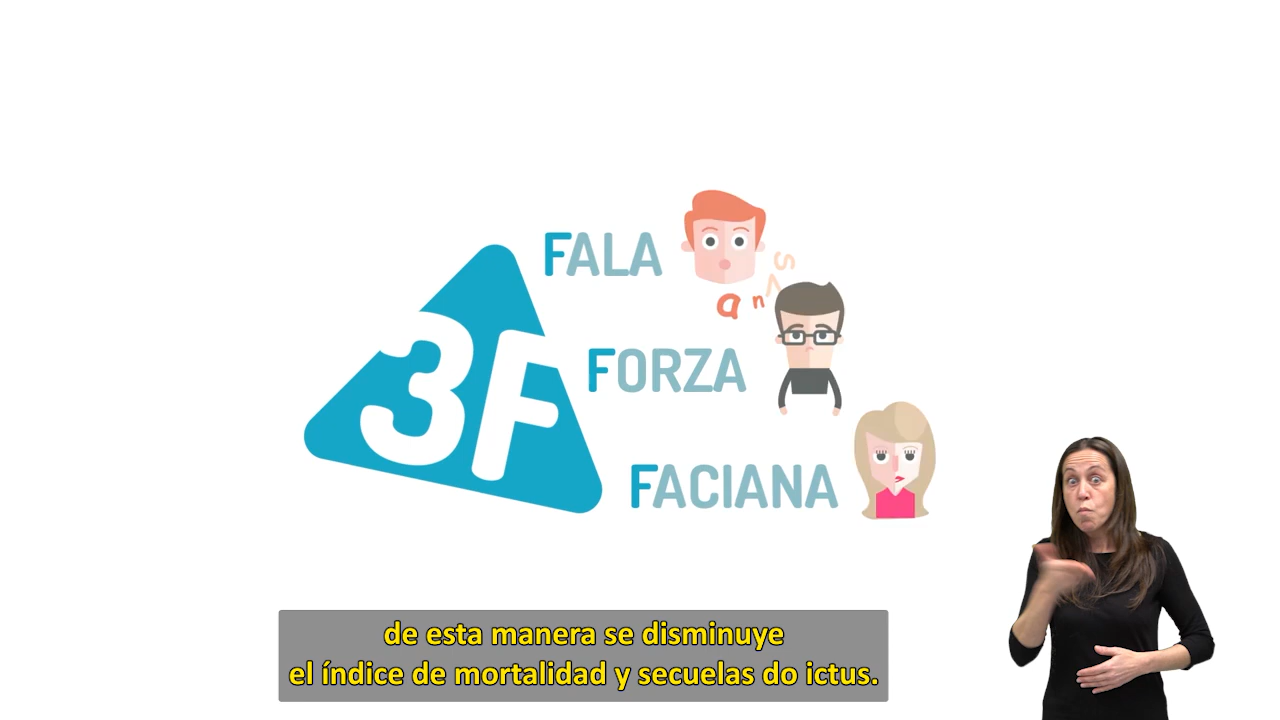 3F
FALA
a n v s
FORZA
FACIANA
de esta manera se disminuye
el índice de mortalidad y secuelas do ictus.